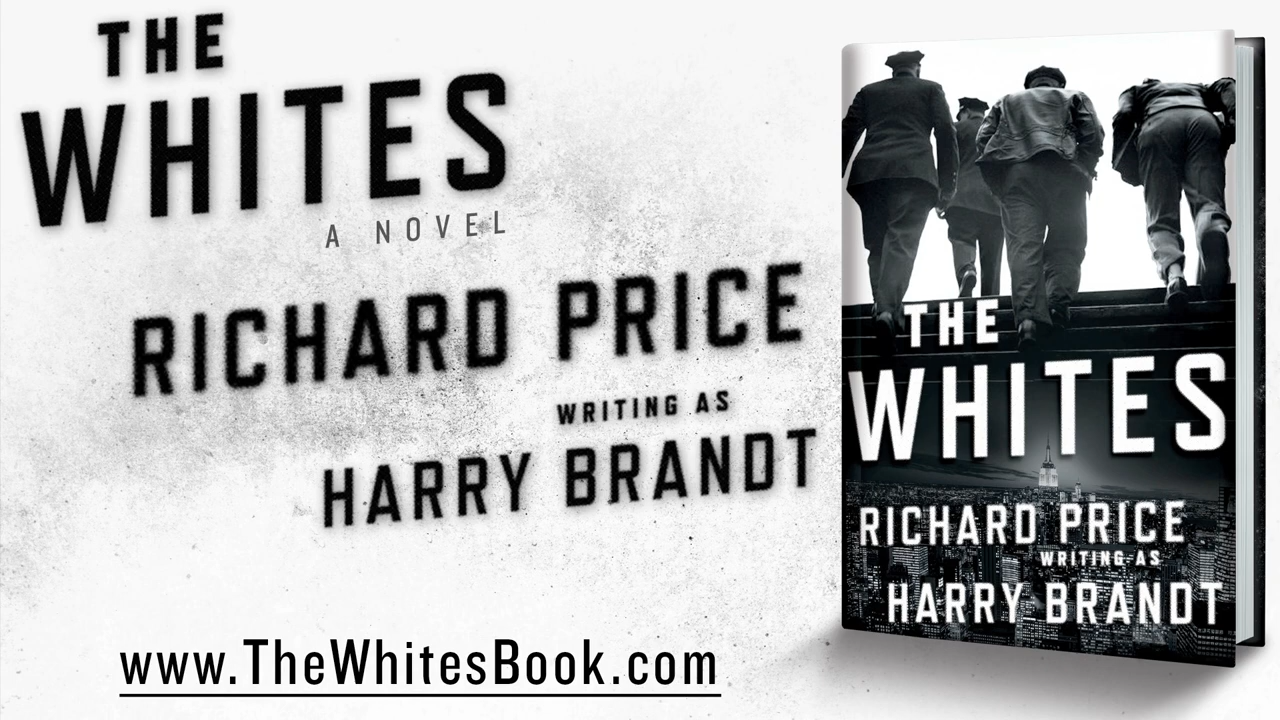 THE
WHITES
A NOVEL
RICHARD PRICE
WRITING AS
HARRY BRANDT
www.TheWhitesBook.com
THE
WHITES
RICHARD PRICE
WRITING AS
HARRY BRANDT